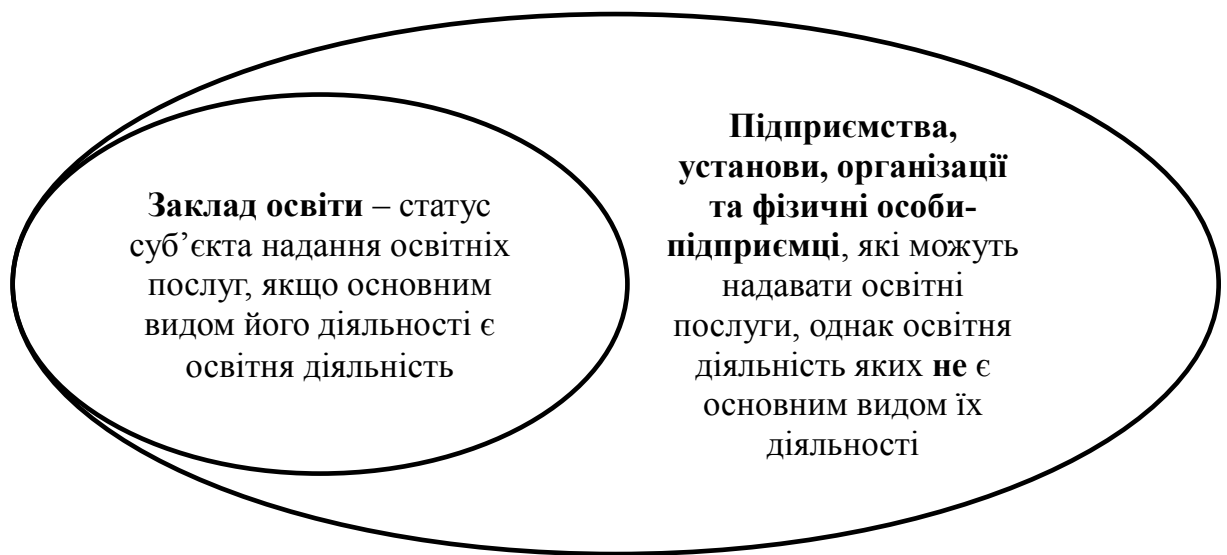 Заклад освіти – статус
суб’єкта надання освітніх
послуг, якщо основним
видом його діяльності є
освітня діяльність
Підприємства,
установи, організації
та фізичні особи-
підприємці, які можуть
надавати освітні
послуги, однак освітня
діяльність яких не є
основним видом їх
діяльності